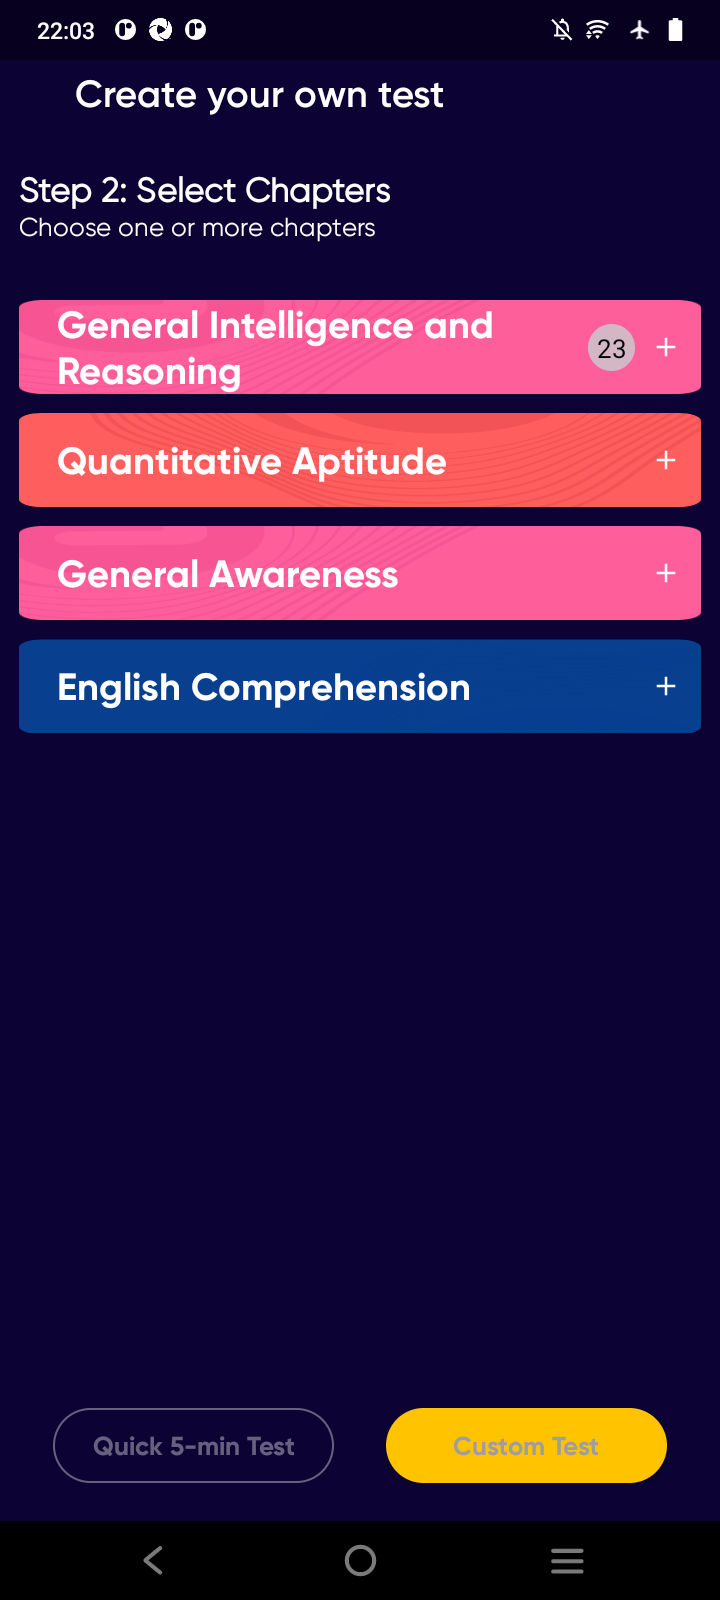 22:03
Create your own test
Step 2: Select Chapters
Choose one or more chapters
General Intelligence and
Reasoning
23
+
Quantitative Aptitude
+
General Awareness
+
English Comprehension
+
Quick 5-min Test
Custom Test